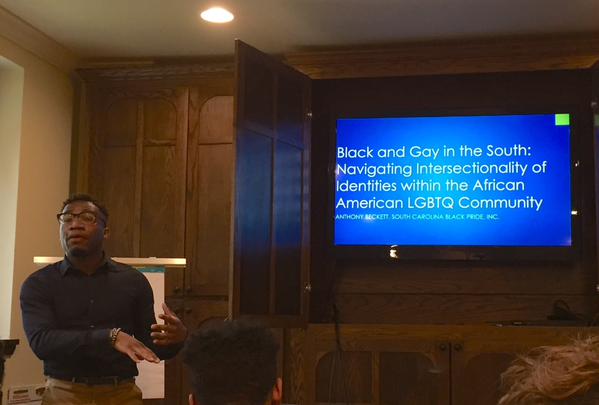 Black and Gay in the South:
Navigating Intersectionality of
Identities within the African
American LGBTQ Community
ANTHONY BECKETT, SOUTH CAROLINA BLACK PRIDE, INC.